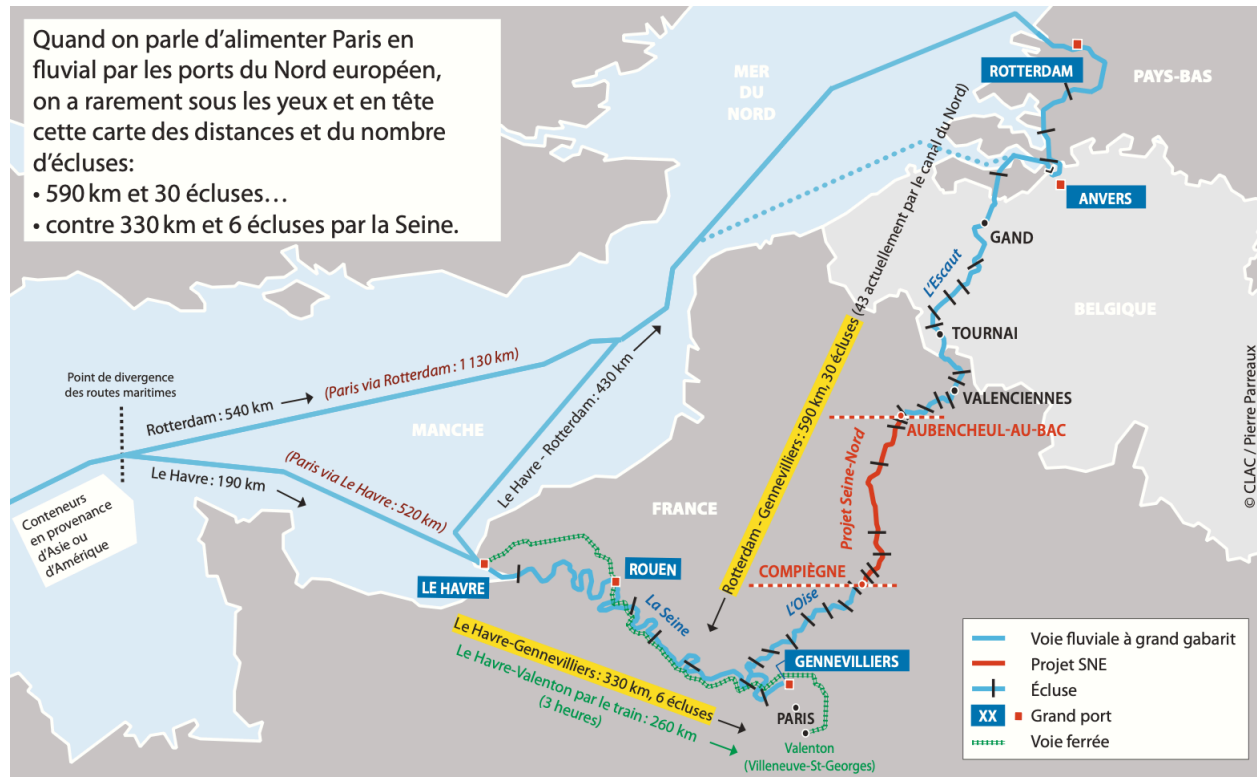 Quand on parle d'alimenter Paris en
fluvial par les ports du Nord européen,
on a rarement sous les yeux et en tête
cette carte des distances et du nombre
d'écluses:
• 590 km et 30 écluses…
• contre 330 km et 6 écluses par la Seine.
MER
DU
NORD
ROTTERDAM
PAYS-BAS
ANVERS
GAND
L'Escaut
BELGIQUE
TOURNAI
VALENCIENNES
AUBENCHEUL-AU-BAC
Projet Seine-Nord
Rotterdam - Gennevilliers : 590 km, 30 écluses (43 actuellement par le canal du Nord)
Point de divergence
des routes maritimes
(Paris via Rotterdam : 1 130 km)
Rotterdam : 540 km
MANCHE
Le Havre - Rotterdam : 430 km
Le Havre : 190 km
(Paris via Le Havre : 520 km)
Conteneurs
en provenance
d'Asie ou
d'Amérique
FRANCE
COMPIÈGNE
LE HAVRE
ROUEN
La Seine
L'Oise
GENNEVILLIERS
Le Havre-Gennevilliers : 330 km, 6 écluses
Le Havre-Valenton par le train : 260 km
(3 heures)
PARIS
Valenton
(Villeneuve-St-Georges)
Voie fluviale à grand gabarit
Projet SNE
Écluse
XX Grand port
Voie ferrée
© CLAC / Pierre Parreaux